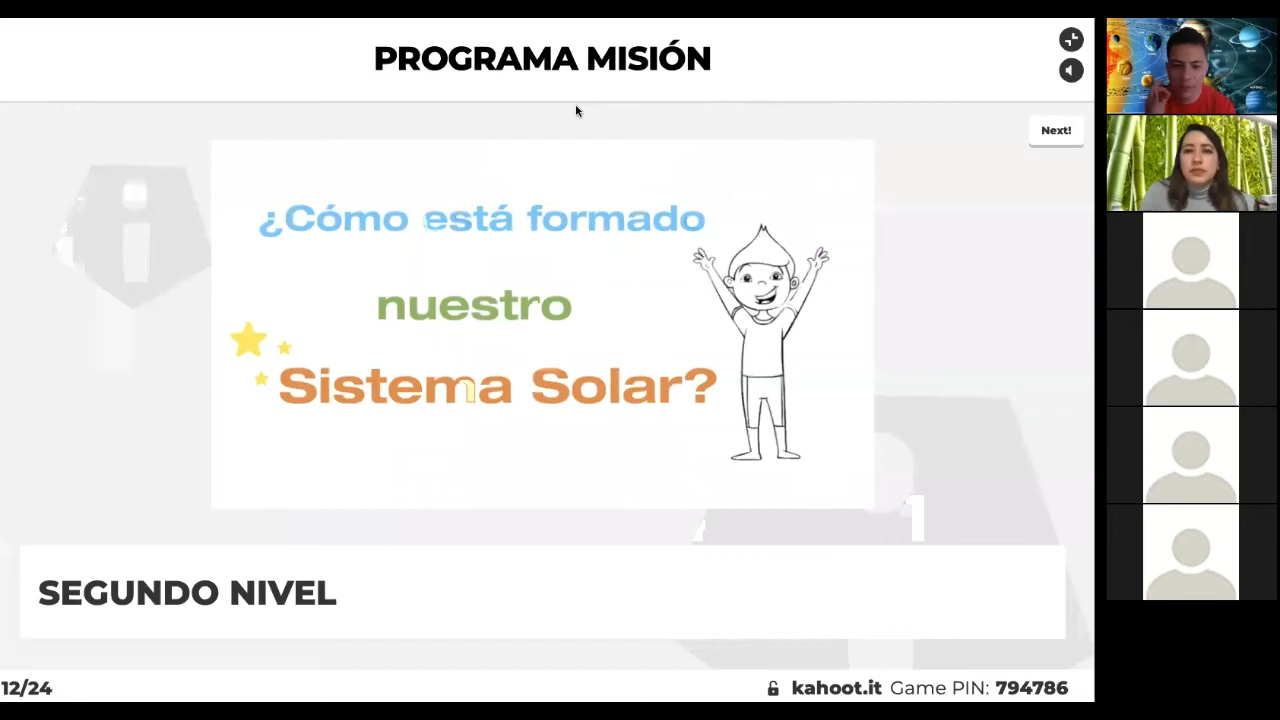 PROGRAMA MISIÓN
Next!
¿Cómo está formado
nuestro
Sistema Solar?
SEGUNDO NIVEL
12/24
kahoot.it Game PIN: 794786